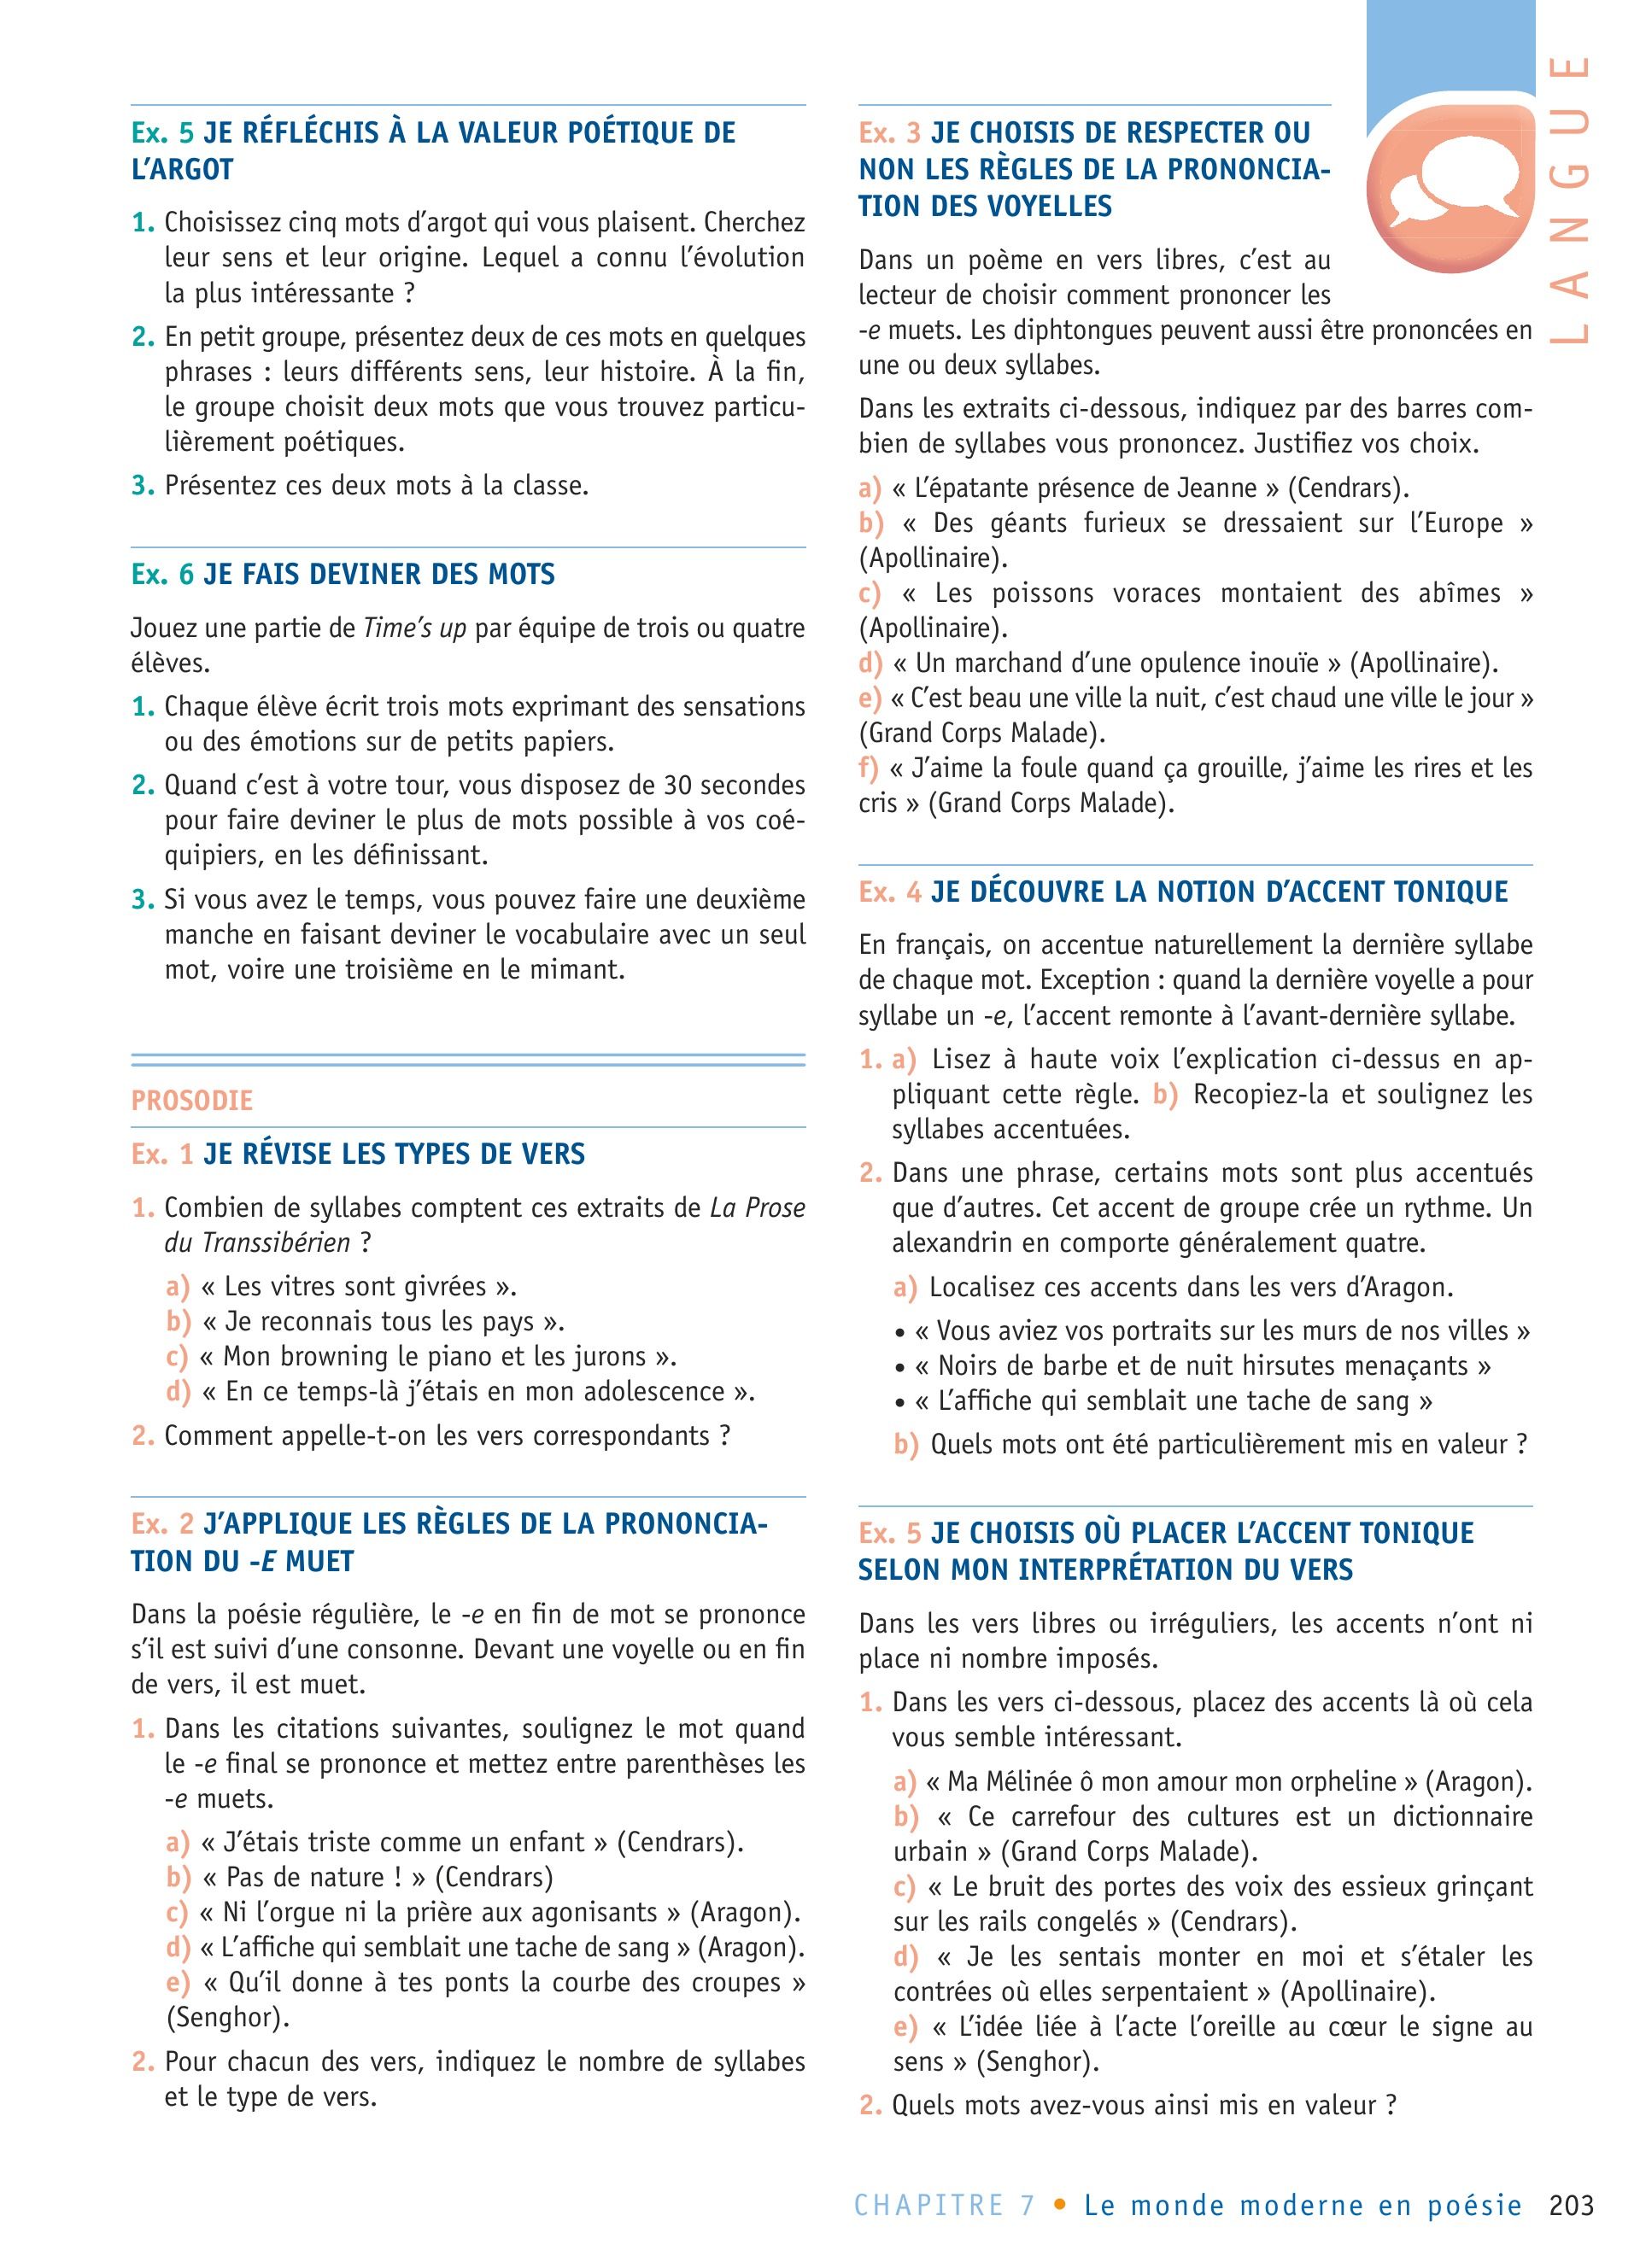 Ex. 5 JE RÉFLÉCHIS À LA VALEUR POÉTIQUE DE
L’ARGOT
1. Choisissez cinq mots d’argot qui vous plaisent. Cherchez
leur sens et leur origine. Lequel a connu l’évolution
la plus intéressante ?
2. En petit groupe, présentez deux de ces mots en quelques
phrases : leurs différents sens, leur histoire. À la fin,
le groupe choisit deux mots que vous trouvez particu-
lièrement poétiques.
3. Présentez ces deux mots à la classe.
Ex. 6 JE FAIS DEVINER DES MOTS
Jouez une partie de Time’s up par équipe de trois ou quatre
élèves.
1. Chaque élève écrit trois mots exprimant des sensations
ou des émotions sur de petits papiers.
2. Quand c’est à votre tour, vous disposez de 30 secondes
pour faire deviner le plus de mots possible à vos coé-
quipiers, en les définissant.
3. Si vous avez le temps, vous pouvez faire une deuxième
manche en faisant deviner le vocabulaire avec un seul
mot, voire une troisième en le mimant.
PROSODIE
Ex. 1 JE RÉVISE LES TYPES DE VERS
1. Combien de syllabes comptent ces extraits de La Prose
du Transsibérien ?
a) « Les vitres sont givrées ».
b) « Je reconnais tous les pays ».
c) « Mon browning le piano et les jurons ».
d) « En ce temps-là j’étais en mon adolescence ».
2. Comment appelle-t-on les vers correspondants ?
Ex. 2 J’APPLIQUE LES RÈGLES DE LA PRONONCIA-
TION DU -E MUET
Dans la poésie régulière, le -e en fin de mot se prononce
s’il est suivi d’une consonne. Devant une voyelle ou en fin
de vers, il est muet.
1. Dans les citations suivantes, soulignez le mot quand
le -e final se prononce et mettez entre parenthèses les
-e muets.
a) « J’étais triste comme un enfant » (Cendrars).
b) « Pas de nature ! » (Cendrars)
c) « Ni l’orgue ni la prière aux agonisants » (Aragon).
d) « L’affiche qui semblait une tache de sang » (Aragon).
e) « Qu’il donne à tes ponts la courbe des croupes »
(Senghor).
2. Pour chacun des vers, indiquez le nombre de syllabes
et le type de vers.
Ex. 3 JE CHOISIS DE RESPECTER OU
NON LES RÈGLES DE LA PRONONCIA-
TION DES VOYELLES
Dans un poème en vers libres, c’est au
lecteur de choisir comment prononcer les
-e muets. Les diphtongues peuvent aussi être prononcées en
une ou deux syllabes.
Dans les extraits ci-dessous, indiquez par des barres com-
bien de syllabes vous prononcez. Justifiez vos choix.
a) « L’épatante présence de Jeanne » (Cendrars).
b) « Des géants furieux se dressaient sur l’Europe »
(Apollinaire).
c) « Les poissons voraces montaient des abîmes »
(Apollinaire).
d) « Un marchand d’une opulence inouïe » (Apollinaire).
e) « C’est beau une ville la nuit, c’est chaud une ville le jour »
(Grand Corps Malade).
f) « J’aime la foule quand ça grouille, j’aime les rires et les
cris » (Grand Corps Malade).
Ex. 4 JE DÉCOUVRE LA NOTION D’ACCENT TONIQUE
En français, on accentue naturellement la dernière syllabe
de chaque mot. Exception : quand la dernière voyelle a pour
syllabe un -e, l’accent remonte à l’avant-dernière syllabe.
1. a) Lisez à haute voix l’explication ci-dessus en ap-
pliquant cette règle. b) Recopiez-la et soulignez les
syllabes accentuées.
2. Dans une phrase, certains mots sont plus accentués
que d’autres. Cet accent de groupe crée un rythme. Un
alexandrin en comporte généralement quatre.
a) Localisez ces accents dans les vers d’Aragon.
• « Vous aviez vos portraits sur les murs de nos villes »
• « Noirs de barbe et de nuit hirsutes menaçants »
• « L’affiche qui semblait une tache de sang »
b) Quels mots ont été particulièrement mis en valeur ?
Ex. 5 JE CHOISIS OÙ PLACER L’ACCENT TONIQUE
SELON MON INTERPRÉTATION DU VERS
Dans les vers libres ou irréguliers, les accents n’ont ni
place ni nombre imposés.
1. Dans les vers ci-dessous, placez des accents là où cela
vous semble intéressant.
a) « Ma Mélinée ô mon amour mon orpheline » (Aragon).
b) « Ce carrefour des cultures est un dictionnaire
urbain » (Grand Corps Malade).
c) « Le bruit des portes des voix des essieux grinçant
sur les rails congelés » (Cendrars).
d) « Je les sentais monter en moi et s’étaler les
contrées où elles serpentaient » (Apollinaire).
e) « L’idée liée à l’acte l’oreille au cœur le signe au
sens » (Senghor).
2. Quels mots avez-vous ainsi mis en valeur ?
LANGUE
CHAPITRE 7 • Le monde moderne en poésie 203